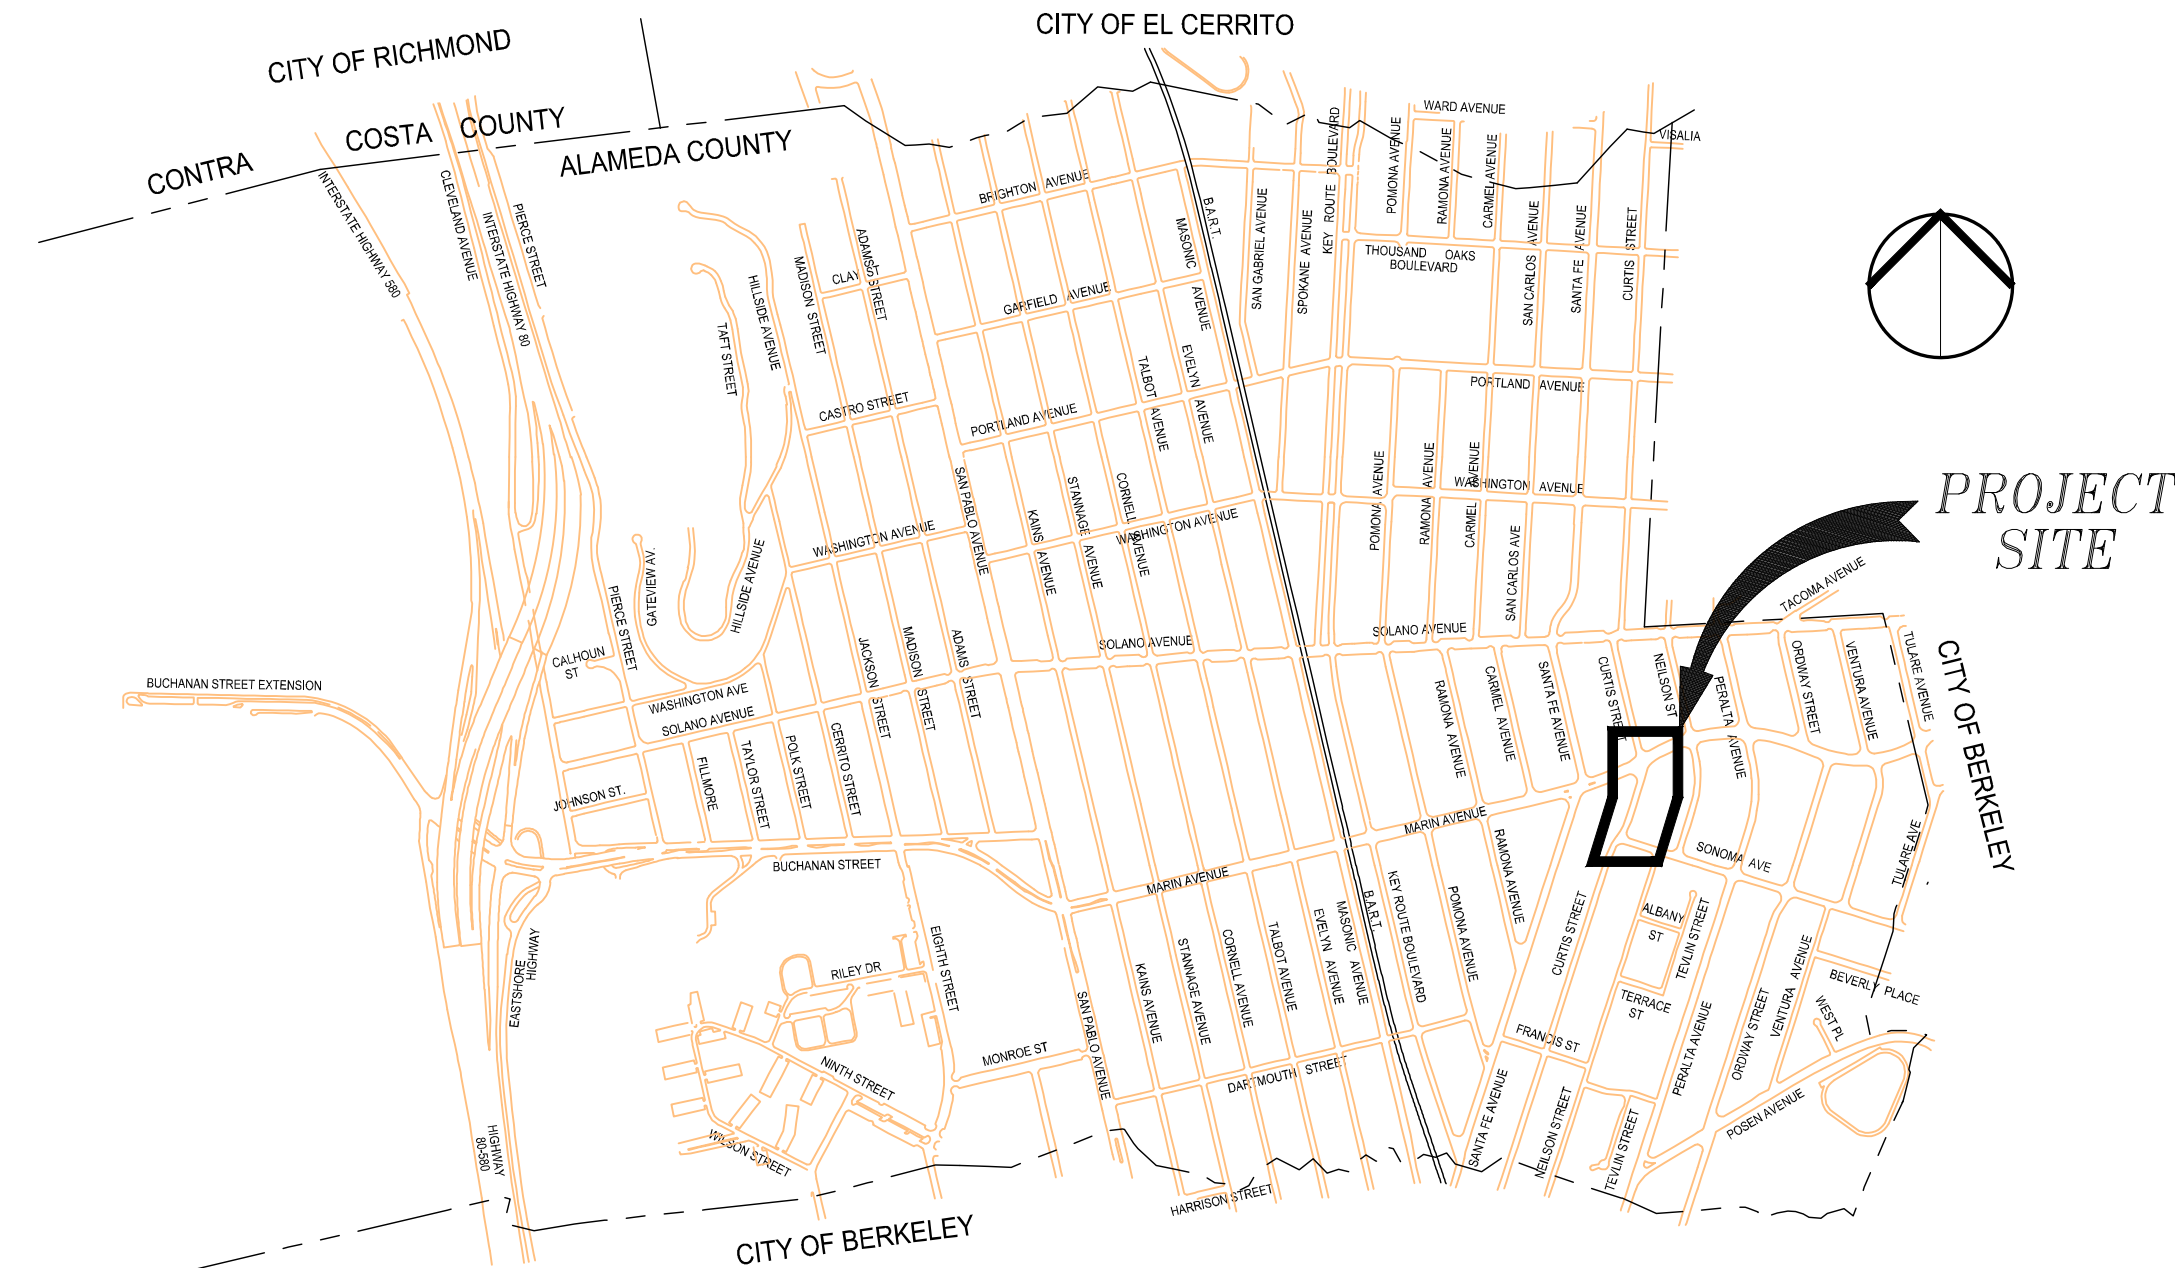 CITY OF EL CERRITO
CITY OF RICHMOND
CONTRA COSTA COUNTY
ALAMEDA COUNTY
WARD AVENUE
VISALIA
INTERSTATE HIGHWAY 580
CLEVELAND AVENUE
INTERSTATE HIGHWAY 80
PIERCE STREET
BRIGHTON AVENUE
MASONIC AVENUE
B.A.R.T.
SAN GABRIEL AVENUE
SPOKANE AVENUE
KEY ROUTE BOULEVARD
POMONA AVENUE
RAMONA AVENUE
CARMEL AVENUE
SAN CARLOS AVENUE
SANTA FE AVENUE
CURTIS STREET
THOUSAND OAKS
BOULEVARD
TAFT STREET
HILLSIDE AVENUE
MADISON STREET
CLAY
ADAMS STREET
GARFIELD AVENUE
TALBOT AVENUE
EVELYN AVENUE
CASTRO STREET
PORTLAND AVENUE
PORTLAND AVENUE
SAN PABLO AVENUE
KAINS AVENUE
STANNAGE AVENUE
CORNELL AVENUE
WASHINGTON AVENUE
WASHINGTON AVENUE
POMONA AVENUE
RAMONA AVENUE
CARMEL AVENUE
WASHINGTON AVENUE
SAN CARLOS AVE
PROJECT
SITE
TACOMA AVENUE
GATEVIEW AV.
HILLSIDE AVENUE
PIERCE STREET
CALHOUN
ST
BUCHANAN STREET EXTENSION
WASHINGTON AVE
SOLANO AVENUE
JACKSON STREET
MADISON STREET
ADAMS STREET
SOLANO AVENUE
SOLANO AVENUE
RAMONA AVENUE
CARMEL AVENUE
SANTA FE AVENUE
CURTIS STREET
NEILSON ST
PERALTA AVENUE
ORDWAY STREET
VENTURA AVENUE
TULARE AVENUE
CITY OF BERKELEY
JOHNSON ST.
FILLMORE
TAYLOR STREET
POLK STREET
CERRITO STREET
BUCHANAN STREET
MARIN AVENUE
MARIN AVENUE
RAMONA AVENUE
SONOMA AVE
TULARE AVE
EASTSHORE
HIGHWAY
RILEY DR
EIGHTH STREET
NINTH STREET
MONROE ST
WILSON STREET
SAN PABLO AVENUE
KAINS AVENUE
STANNAGE AVENUE
CORNELL AVENUE
TALBOT AVENUE
EVELYN AVENUE
MASONIC AVENUE
B.A.R.T.
KEY ROUTE BOULEVARD
POMONA AVENUE
CURTIS STREET
ALBANY
ST
TEVLIN STREET
TERRACE
ST
FRANCIS ST
PERALTA AVENUE
ORDWAY STREET
VENTURA AVENUE
BEVERLY PLACE
WEST PL
POSEN AVENUE
DARTMOUTH STREET
SANTA FE AVENUE
NEILSON STREET
TEVLIN STREET
HIGHWAY
80-580
HARRISON STREET
CITY OF BERKELEY